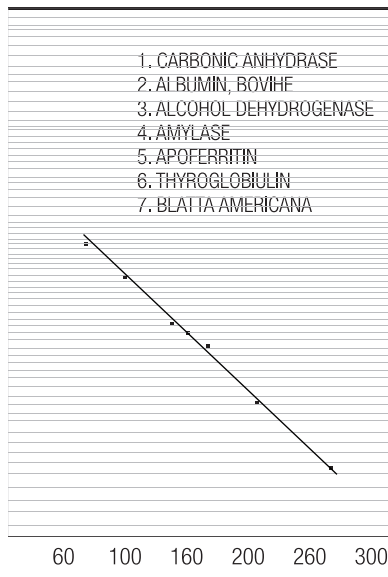 1. CARBONIC ANHYDRASE
2. ALBUMIN, BOVIHE
3. ALCOHOL DEHYDROGENASE
4. AMYLASE
5. APOFERRITIN
6. THYROGLOBIULIN
7. BLATTA AMERICANA
60 100 160 200 260 300